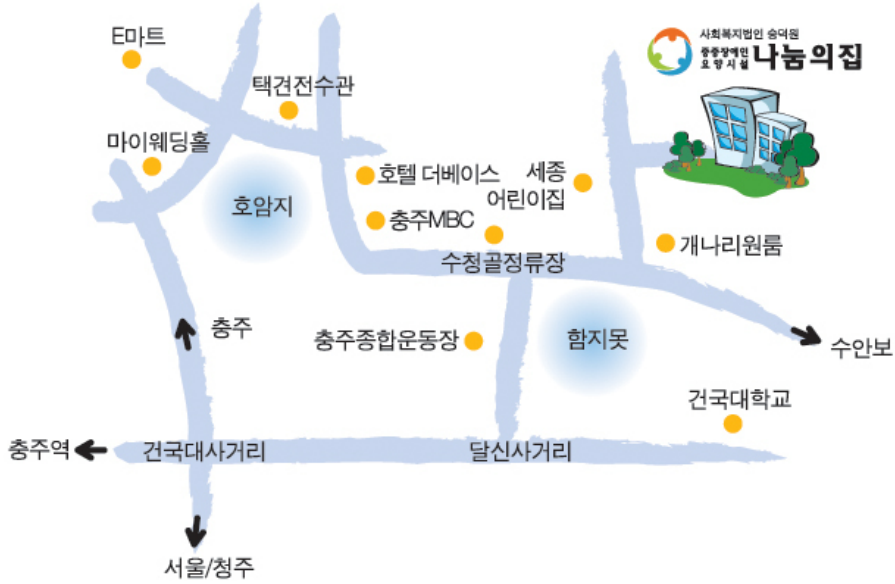 E마트
사회복지법인 숭덕원
중증장애인
요양시설
나눔의집
택견전수관
마이웨딩홀
호텔 더베이스
세종
어린이집
호암지
충주MBC
개나리원룸
수청골정류장
충주
충주종합운동장
함지못
수안보
건국대학교
충주역
건국대사거리
달신사거리
서울/청주